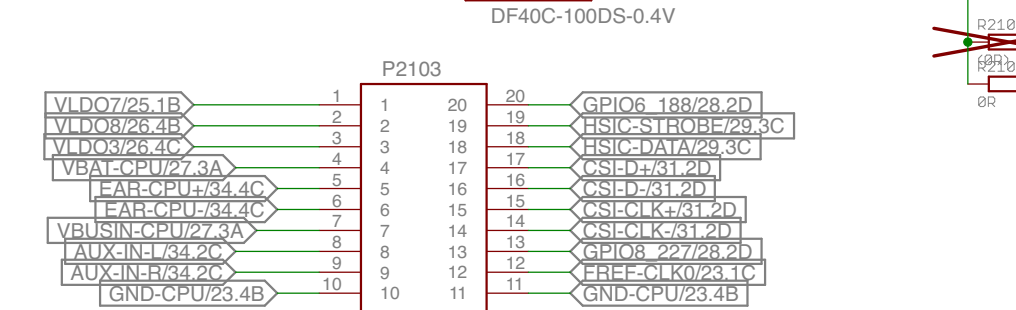 DF40C-100DS-0.4V
R210
(0R)
R210
0R
P2103
VLDO7/25.1B 1 1 20 20 GPIO6_188/28.2D
VLDO8/26.4B 2 2 19 19 HSIC-STROBE/29.3C
VLDO3/26.4C 3 3 18 18 HSIC-DATA/29.3C
VBAT-CPU/27.3A 4 4 17 17 CSI-D+/31.2D
EAR-CPU+/34.4C 5 5 16 16 CSI-D-/31.2D
EAR-CPU-/34.4C 6 6 15 15 CSI-CLK+/31.2D
VBUSIN-CPU/27.3A 7 7 14 14 CSI-CLK-/31.2D
AUX-IN-L/34.2C 8 8 13 13 GPIO8_227/28.2D
AUX-IN-R/34.2C 9 9 12 12 FREF-CLK0/23.1C
GND-CPU/23.4B 10 10 11 11 GND-CPU/23.4B